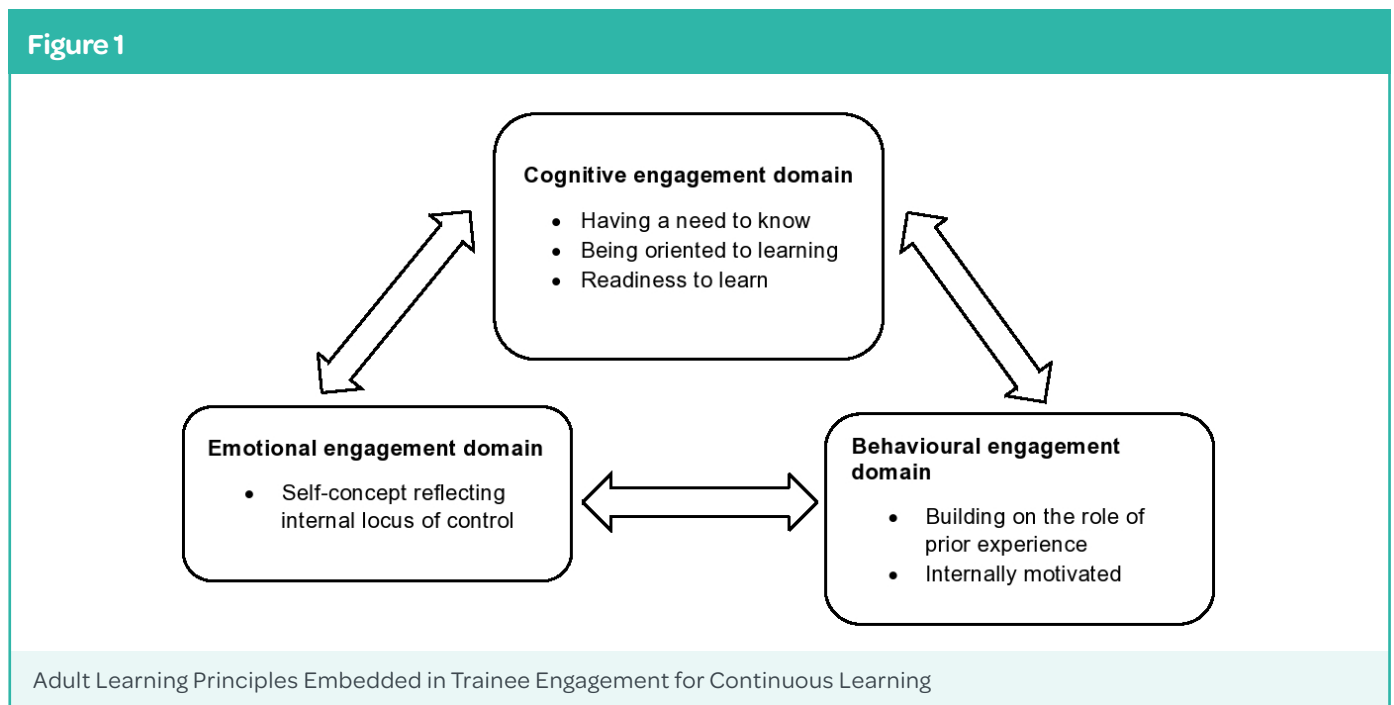 Figure 1
Cognitive engagement domain
• Having a need to know
• Being oriented to learning
• Readiness to learn
Emotional engagement domain
• Self-concept reflecting
internal locus of control
Behavioural engagement
domain
• Building on the role of
prior experience
• Internally motivated
Adult Learning Principles Embedded in Trainee Engagement for Continuous Learning